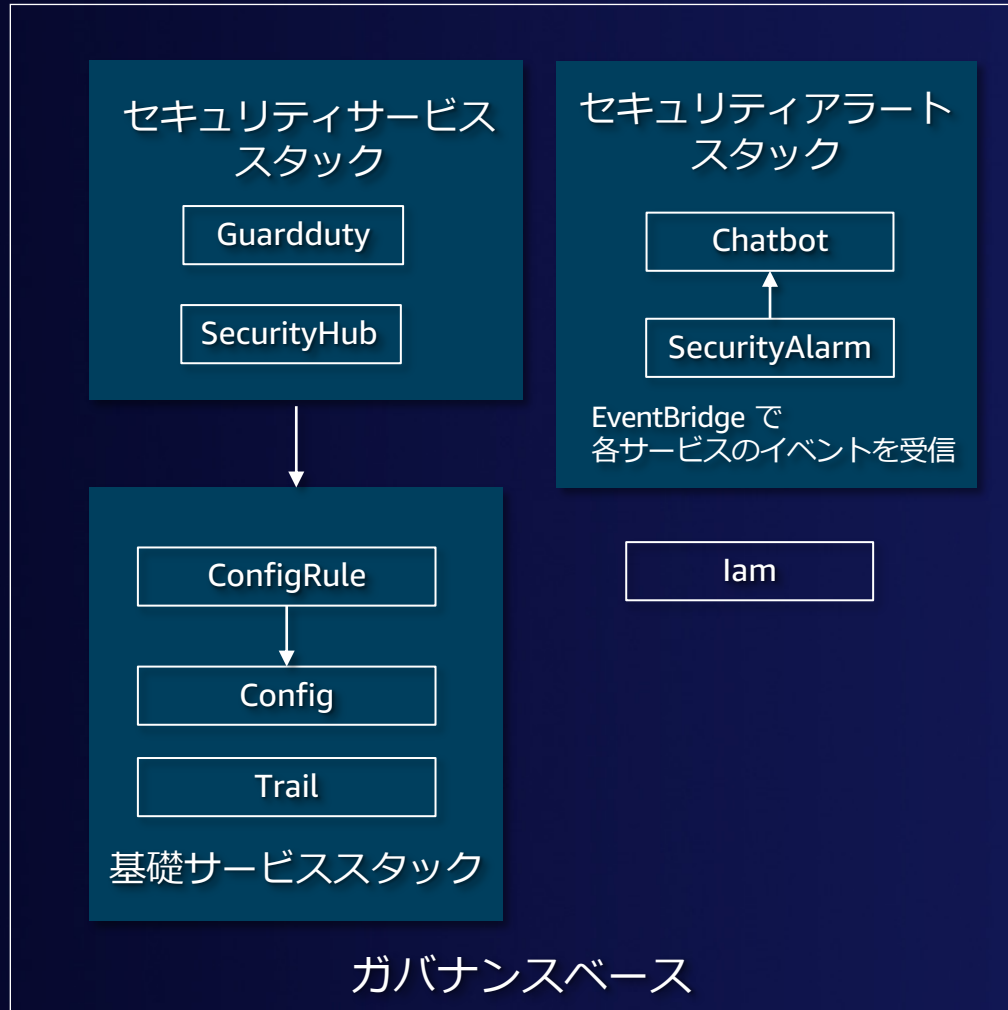 セキュリティサービス
スタック
Guardduty
SecurityHub
セキュリティアラート
スタック
Chatbot
SecurityAlarm
EventBridge で
各サービスのイベントを受信
ConfigRule
Config
Trail
基礎サービススタック
Iam
ガバナンスベース